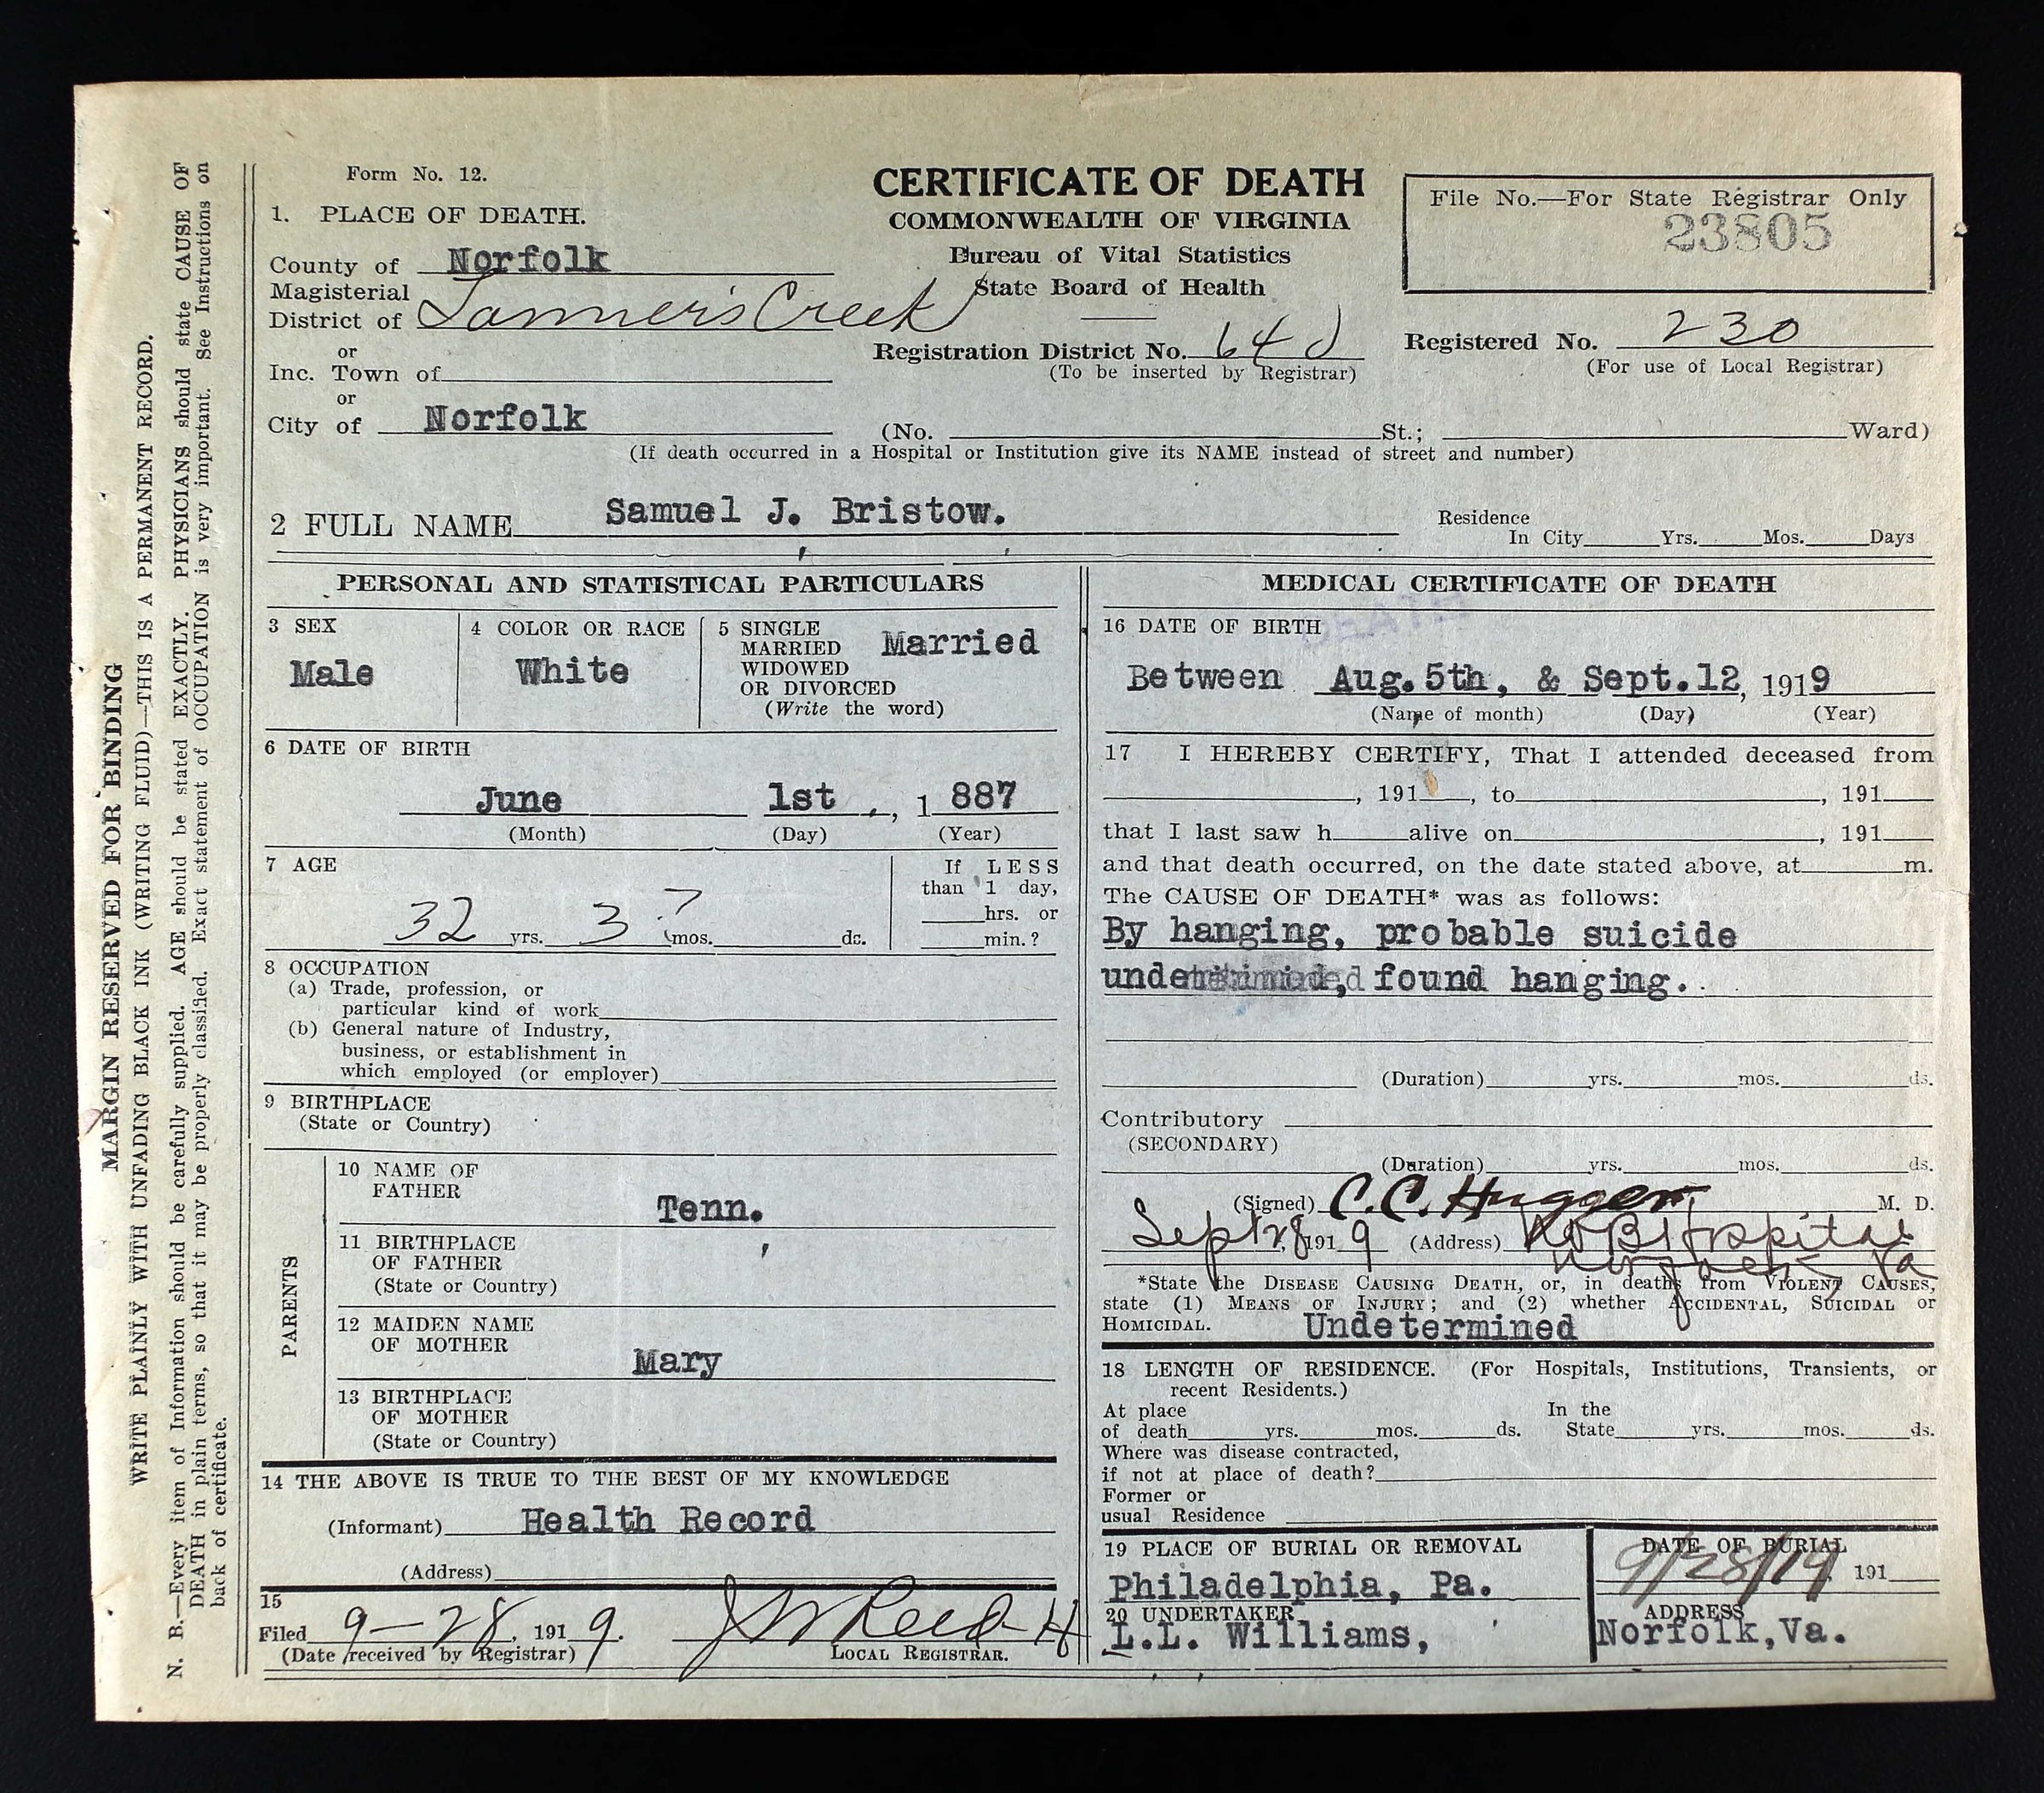 MARGIN RESERVED FOR BINDING
WRITE PLAINLY WITH UNFADING BLACK INK (WRITING FLUID)—THIS IS A PERMANENT RECORD.
N. B.—Every item of Information should be carefully supplied. AGE should be stated EXACTLY. PHYSICIANS should state CAUSE OF
DEATH in plain terms, so that it may be properly classified. Exact statement of OCCUPATION is very important. See Instructions on
back of certificate.
Form No. 12.
CERTIFICATE OF DEATH
COMMONWEALTH OF VIRGINIA
Bureau of Vital Statistics
State Board of Health
File No.—For State Registrar Only
23805
1. PLACE OF DEATH.
County of Norfolk
Magisterial
District of Tanner's Creek
Registration District No. 64d
(To be inserted by Registrar)
Registered No. 230
(For use of Local Registrar)
or
Inc. Town of
or
City of Norfolk (No. St.; Ward)
(If death occurred in a Hospital or Institution give its NAME instead of street and number)
2 FULL NAME Samuel J. Bristow.
Residence
In City Yrs. Mos. Days
PERSONAL AND STATISTICAL PARTICULARS
3 SEX
Male
4 COLOR OR RACE
White
5 SINGLE
MARRIED
WIDOWED
OR DIVORCED
(Write the word)
Married
6 DATE OF BIRTH
June 1st, 1887
(Month) (Day) (Year)
7 AGE
32 yrs. 3 ? mos. ds.
If LESS
than 1 day,
hrs. or
min.?
8 OCCUPATION
(a) Trade, profession, or
particular kind of work
(b) General nature of Industry,
business, or establishment in
which employed (or employer)
9 BIRTHPLACE
(State or Country)
PARENTS
10 NAME OF
FATHER
Tenn.
11 BIRTHPLACE
OF FATHER
(State or Country)
12 MAIDEN NAME
OF MOTHER
Mary
13 BIRTHPLACE
OF MOTHER
(State or Country)
14 THE ABOVE IS TRUE TO THE BEST OF MY KNOWLEDGE
(Informant) Health Record
(Address)
15
Filed 9-28, 1919. J W Reed
(Date received by Registrar) LOCAL REGISTRAR.
MEDICAL CERTIFICATE OF DEATH
DEATH
16 DATE OF BIRTH
Between Aug. 5th, & Sept. 12, 1919
(Name of month) (Day) (Year)
17 I HEREBY CERTIFY, That I attended deceased from
, 191 , to , 191
that I last saw h alive on , 191
and that death occurred, on the date stated above, at m.
The CAUSE OF DEATH* was as follows:
By hanging, probable suicide
undetermined, found hanging.
(Duration) yrs. mos. ds.
Contributory
(SECONDARY)
(Duration) yrs. mos. ds.
(Signed) C. C. M. D.
Sept 28, 1919 (Address) Hospital
Norfolk, Va
*State the DISEASE CAUSING DEATH, or, in deaths from VIOLENT CAUSES,
state (1) MEANS OF INJURY; and (2) whether ACCIDENTAL, SUICIDAL or
HOMICIDAL. Undetermined
18 LENGTH OF RESIDENCE. (For Hospitals, Institutions, Transients, or
recent Residents.)
At place
of death yrs. mos. ds.
In the
State yrs. mos. ds.
Where was disease contracted,
if not at place of death?
Former or
usual Residence
19 PLACE OF BURIAL OR REMOVAL
Philadelphia, Pa.
DATE OF BURIAL
9/28/19, 191
20 UNDERTAKER
L.L. Williams,
ADDRESS
Norfolk, Va.